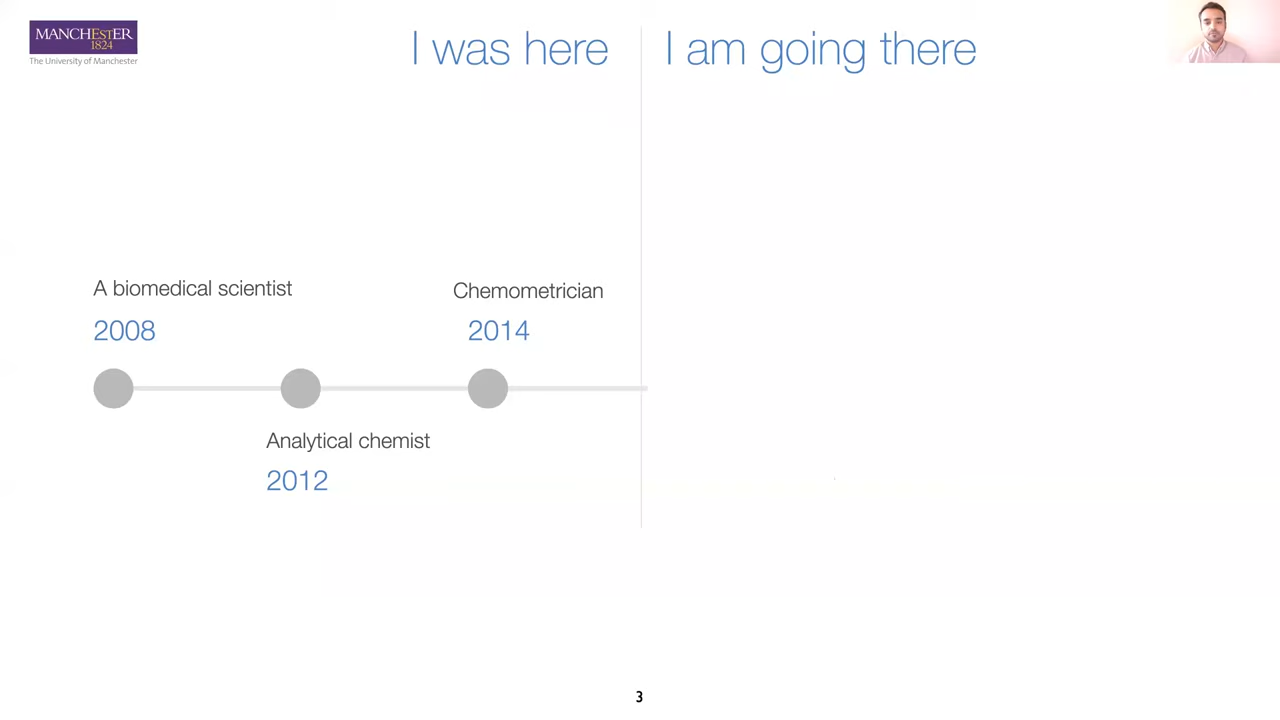 MANCHESTER
1824
The University of Manchester
I was here
I am going there
A biomedical scientist
2008
Chemometrician
2014
Analytical chemist
2012
3